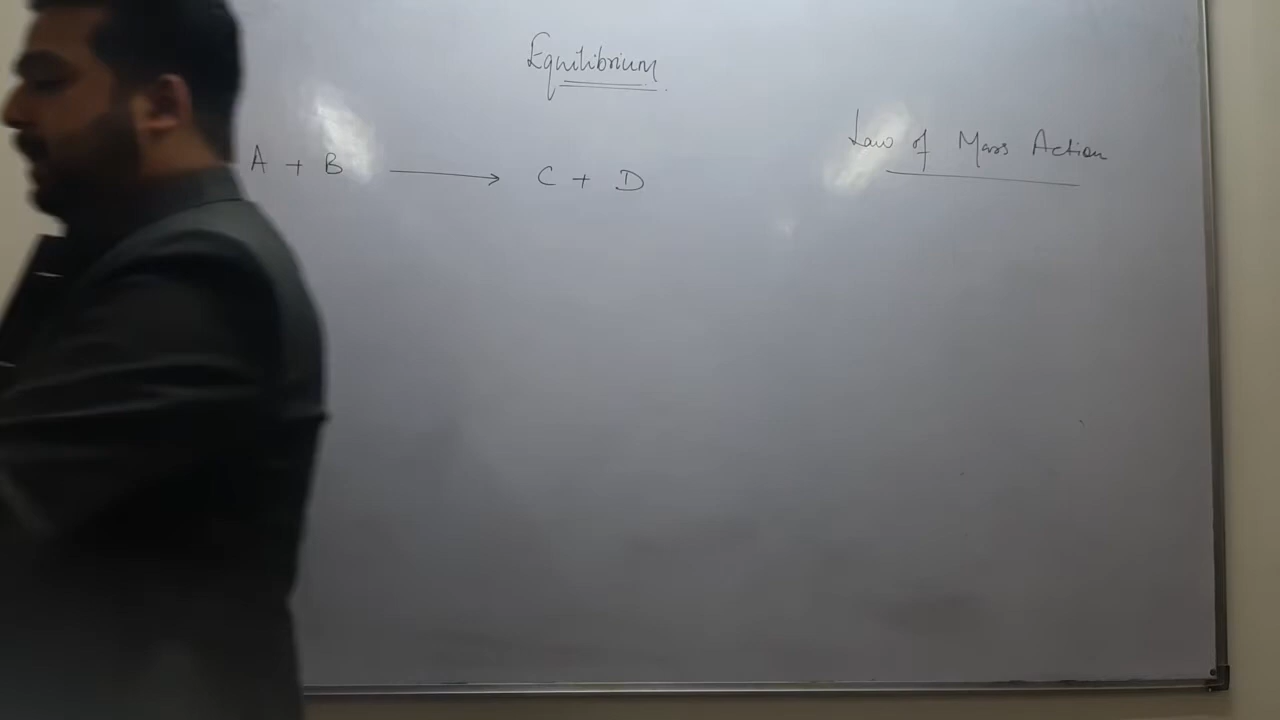 Equilibrium
Law of Mass Action
A + B → C + D